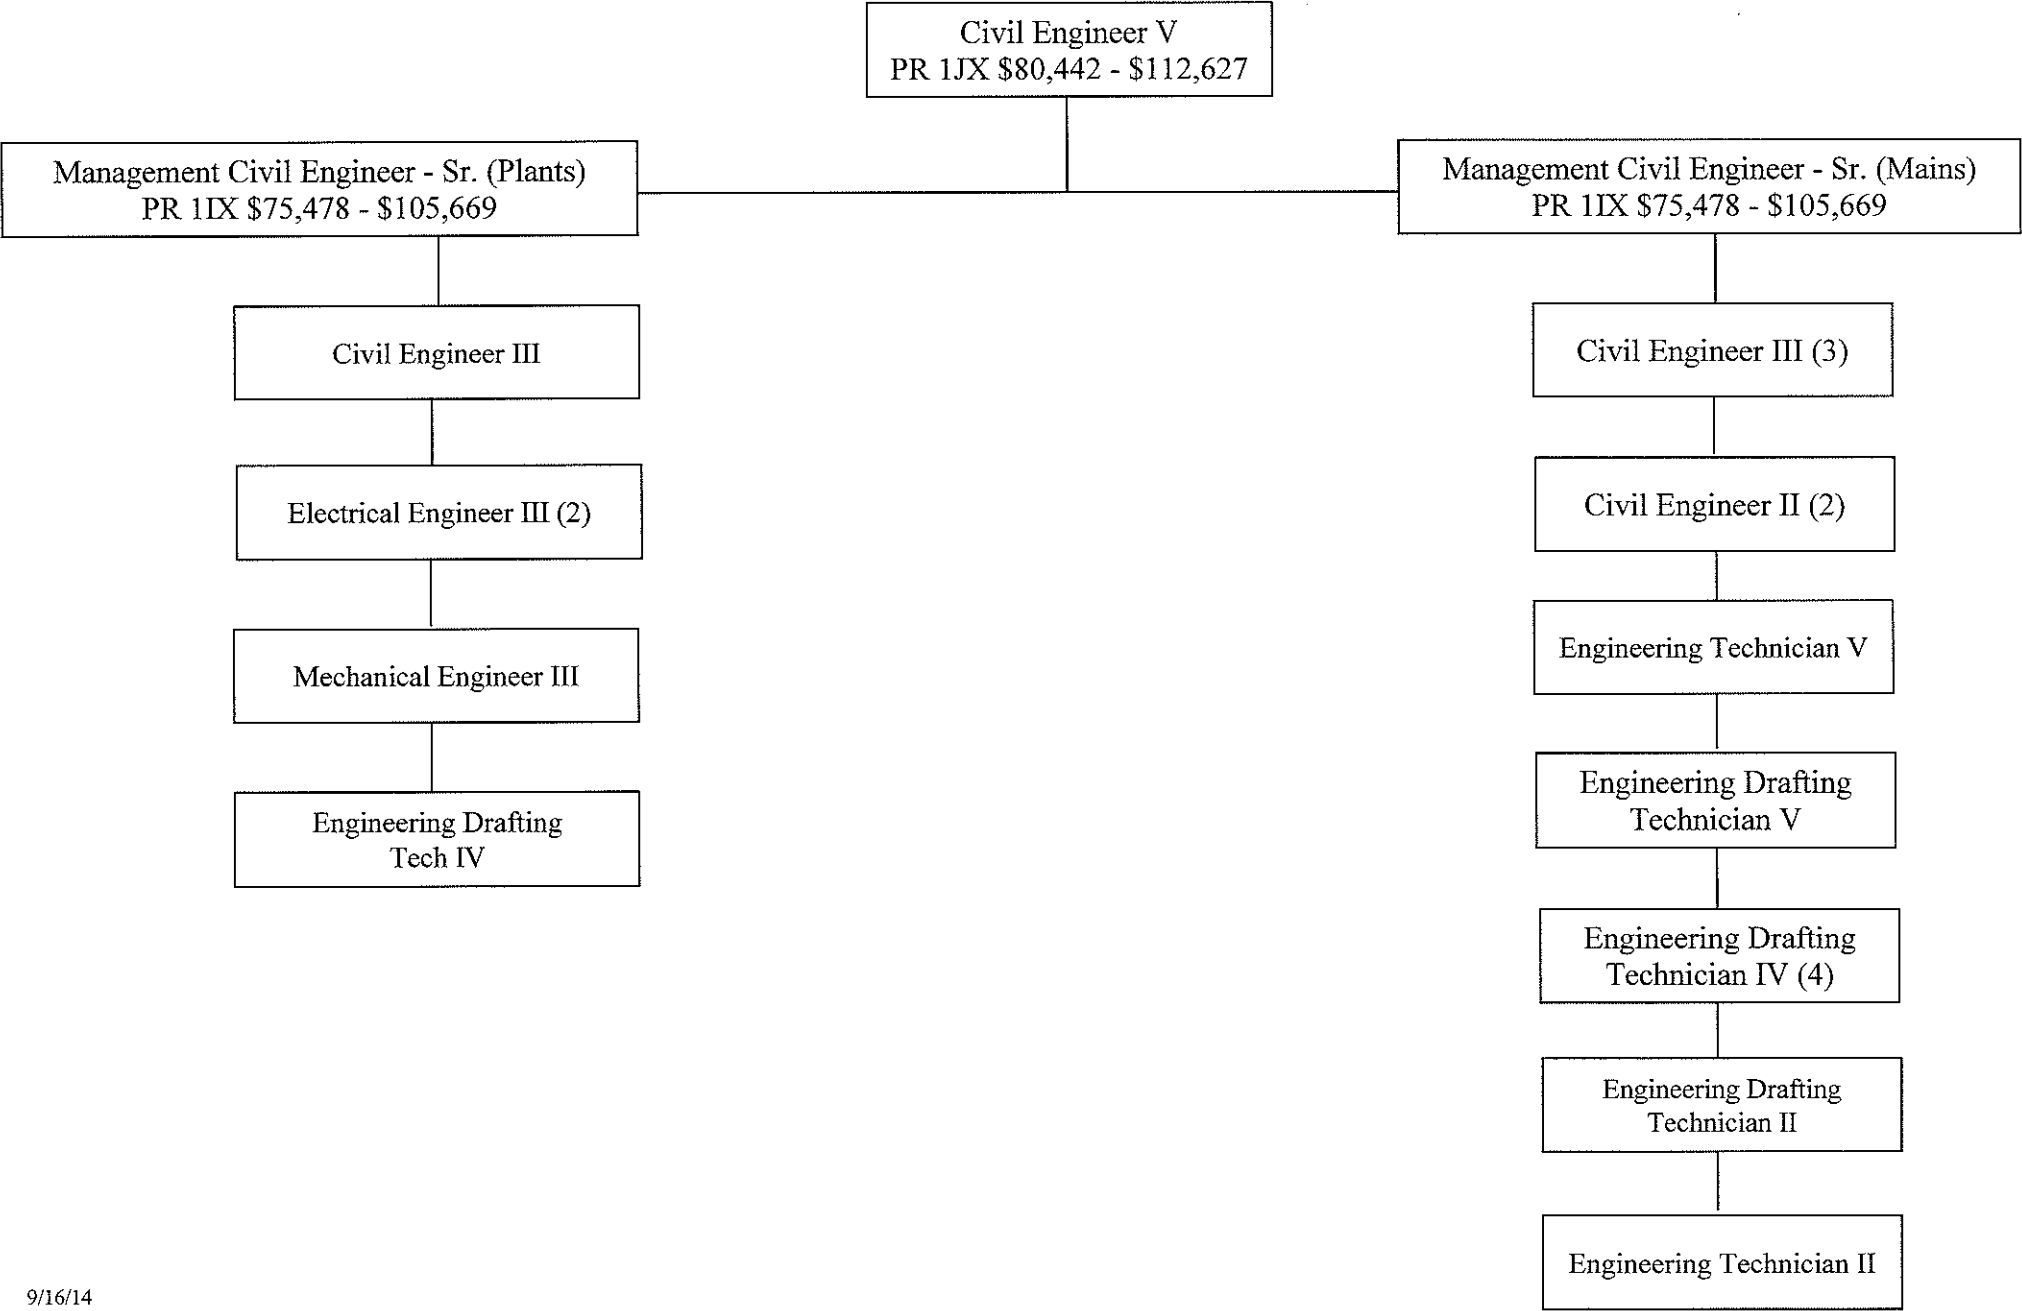 Civil Engineer V
PR 1JX $80,442 - $112,627
Management Civil Engineer - Sr. (Plants)
PR 1IX $75,478 - $105,669
Management Civil Engineer - Sr. (Mains)
PR 1IX $75,478 - $105,669
Civil Engineer III
Electrical Engineer III (2)
Mechanical Engineer III
Engineering Drafting
Tech IV
Civil Engineer III (3)
Civil Engineer II (2)
Engineering Technician V
Engineering Drafting
Technician V
Engineering Drafting
Technician IV (4)
Engineering Drafting
Technician II
Engineering Technician II
9/16/14